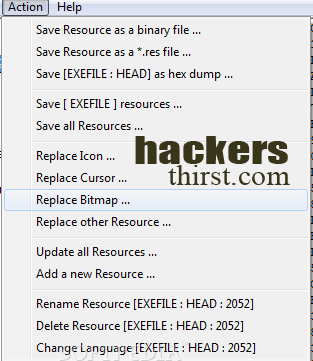 Action Help
Save Resource as a binary file ...
Save Resource as a *.res file ...
Save [EXEFILE : HEAD] as hex dump ...
Save [ EXEFILE ] resources ...
Save all Resources ...
Replace Icon ...
hackers
Replace Cursor ...
thirst.com
Replace Bitmap ...
Replace other Resource ...
Update all Resources ...
Add a new Resource ...
Rename Resource [EXEFILE : HEAD : 2052]
Delete Resource [EXEFILE : HEAD : 2052]
Change Language [EXEFILE : HEAD : 2052]